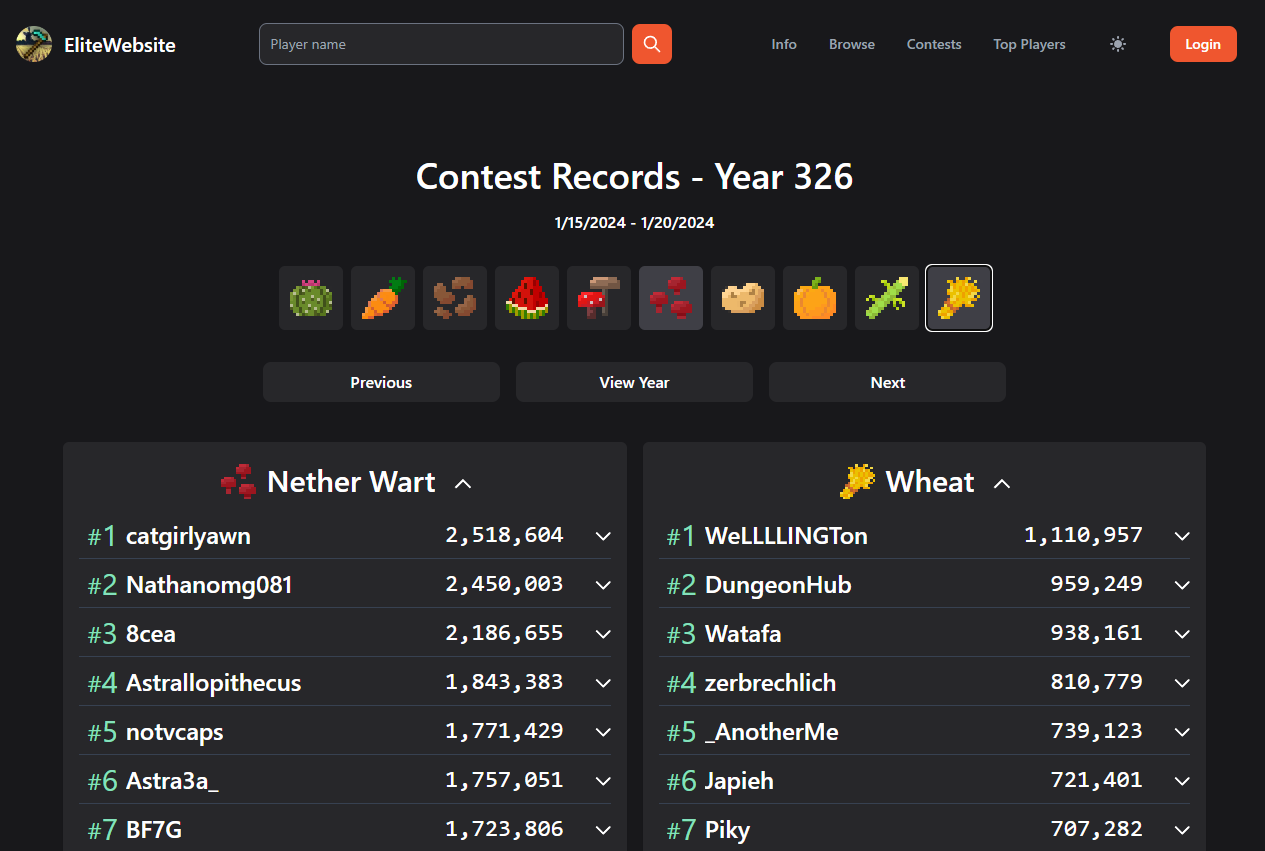 EliteWebsite Player name Info Browse Contests Top Players Login
Contest Records - Year 326
1/15/2024 - 1/20/2024
Previous View Year Next
Nether Wart
#1 catgirlyawn 2,518,604
#2 Nathanomg081 2,450,003
#3 8cea 2,186,655
#4 Astrallopithecus 1,843,383
#5 notvcaps 1,771,429
#6 Astra3a_ 1,757,051
#7 BF7G 1,723,806
Wheat
#1 WeLLLLINGTon 1,110,957
#2 DungeonHub 959,249
#3 Watafa 938,161
#4 zerbrechlich 810,779
#5 _AnotherMe 739,123
#6 Japieh 721,401
#7 Piky 707,282